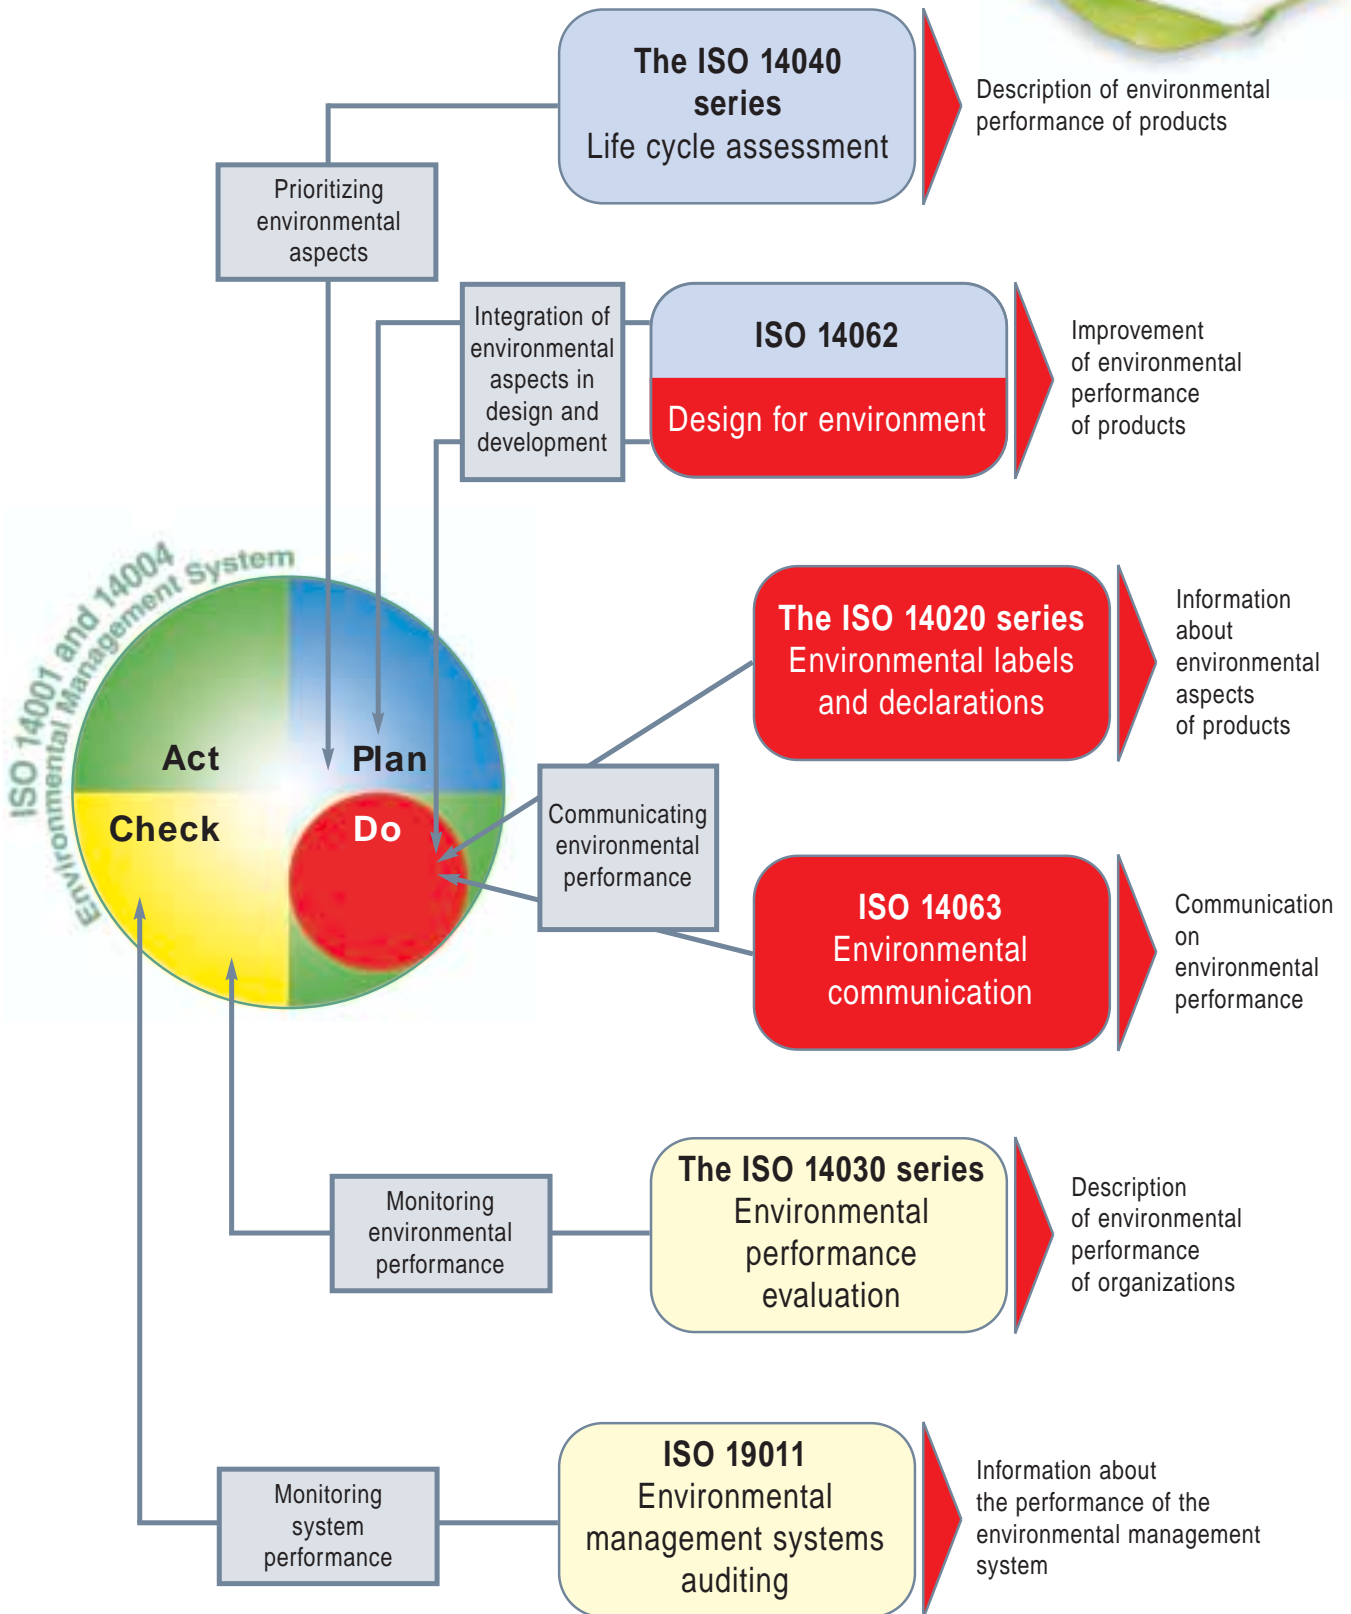 The ISO 14040
series
Life cycle assessment
Description of environmental
performance of products
Prioritizing
environmental
aspects
Integration of
environmental
aspects in
design and
development
ISO 14062
Design for environment
Improvement
of environmental
performance
of products
ISO 14001 and 14004
Environmental Management System
Act
Plan
Check
Do
The ISO 14020 series
Environmental labels
and declarations
Information
about
environmental
aspects
of products
Communicating
environmental
performance
ISO 14063
Environmental
communication
Communication
on
environmental
performance
Monitoring
environmental
performance
The ISO 14030 series
Environmental
performance
evaluation
Description
of environmental
performance
of organizations
Monitoring
system
performance
ISO 19011
Environmental
management systems
auditing
Information about
the performance of the
environmental management
system